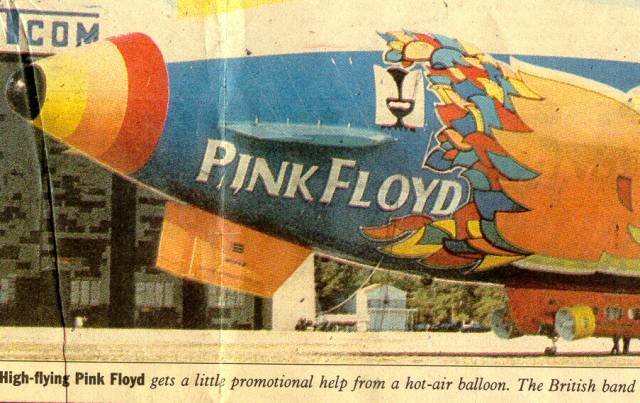 TCOM
PINK FLOYD
High-flying Pink Floyd gets a little promotional help from a hot-air balloon. The British band